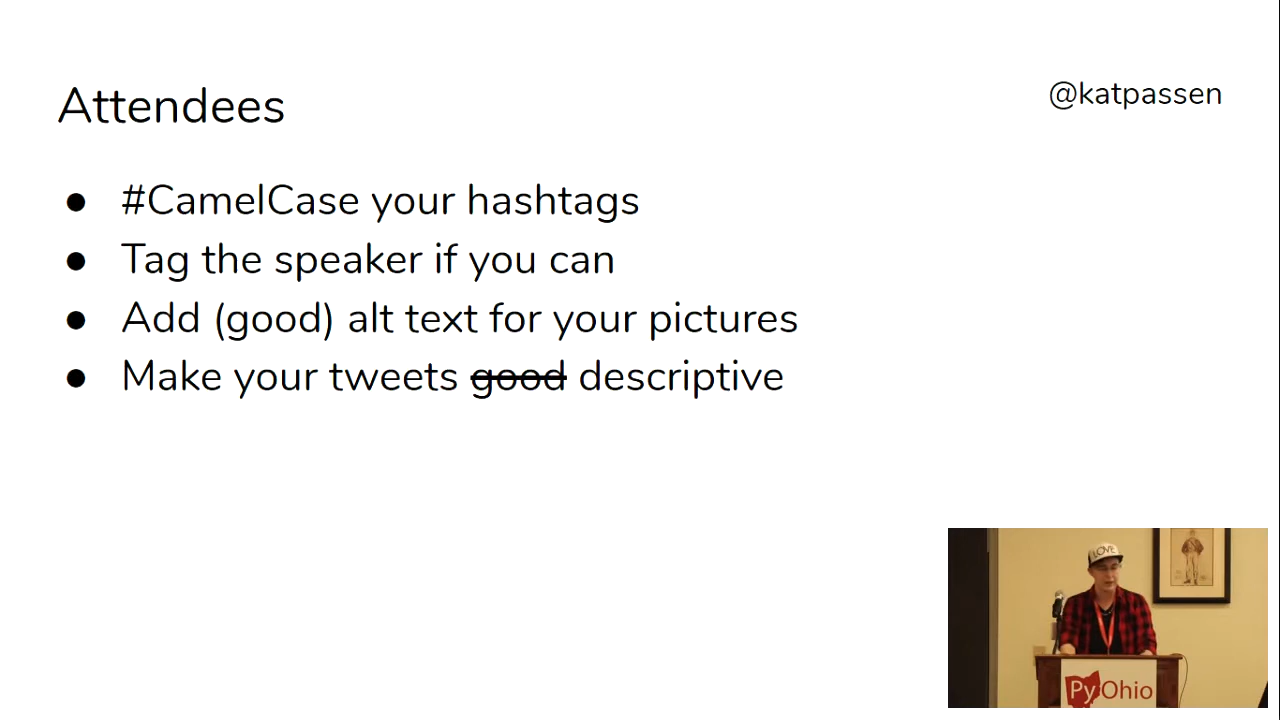 Attendees
@katpassen
● #CamelCase your hashtags
● Tag the speaker if you can
● Add (good) alt text for your pictures
● Make your tweets good descriptive
LOVE
PyOhio